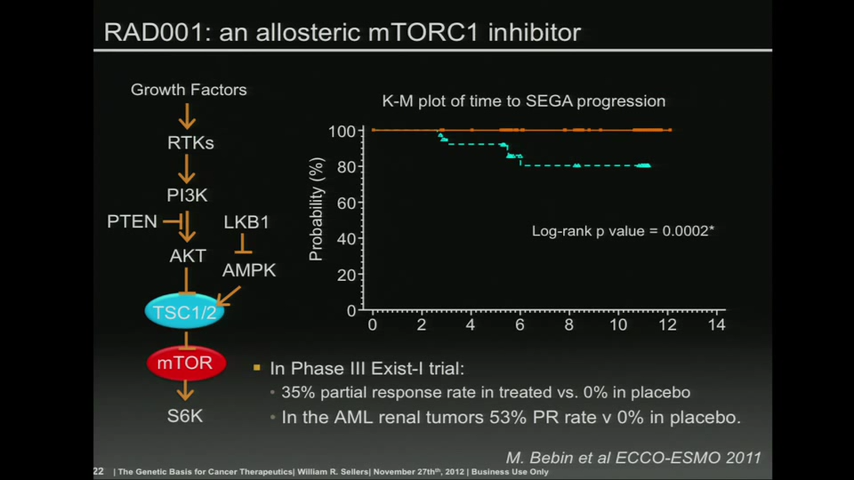 RAD001: an allosteric mTORC1 inhibitor
Growth Factors
RTKs
PI3K
PTEN
LKB1
AKT
AMPK
TSC1/2
mTOR
S6K
K-M plot of time to SEGA progression
Probability (%)
100
80
60
40
20
0
0 2 4 6 8 10 12 14
Log-rank p value = 0.0002*
In Phase III Exist-I trial:
35% partial response rate in treated vs. 0% in placebo
In the AML renal tumors 53% PR rate v 0% in placebo.
M. Bebin et al ECCO-ESMO 2011
22 | The Genetic Basis for Cancer Therapeutics| William R. Sellers| November 27th, 2012 | Business Use Only